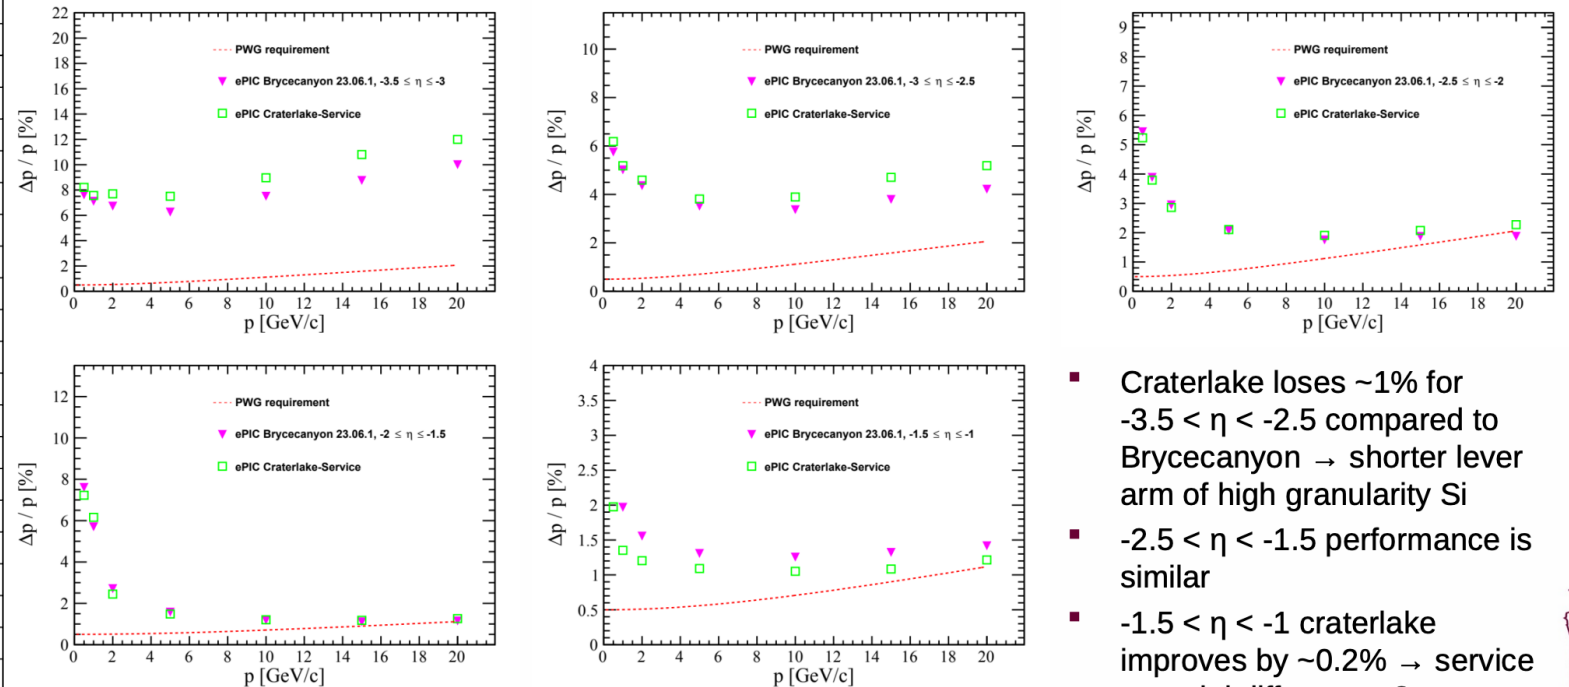 22
20
18
16
14
12
10
8
6
4
2
0
Δp / p [%]
PWG requirement
ePIC Brycecanyon 23.06.1, -3.5 ≤ η ≤ -3
ePIC Craterlake-Service
0 2 4 6 8 10 12 14 16 18 20
p [GeV/c]
10
8
6
4
2
0
Δp / p [%]
PWG requirement
ePIC Brycecanyon 23.06.1, -3 ≤ η ≤ -2.5
ePIC Craterlake-Service
0 2 4 6 8 10 12 14 16 18 20
p [GeV/c]
9
8
7
6
5
4
3
2
1
0
Δp / p [%]
PWG requirement
ePIC Brycecanyon 23.06.1, -2.5 ≤ η ≤ -2
ePIC Craterlake-Service
0 2 4 6 8 10 12 14 16 18 20
p [GeV/c]
12
10
8
6
4
2
0
Δp / p [%]
PWG requirement
ePIC Brycecanyon 23.06.1, -2 ≤ η ≤ -1.5
ePIC Craterlake-Service
0 2 4 6 8 10 12 14 16 18 20
p [GeV/c]
4
3.5
3
2.5
2
1.5
1
0.5
0
Δp / p [%]
PWG requirement
ePIC Brycecanyon 23.06.1, -1.5 ≤ η ≤ -1
ePIC Craterlake-Service
0 2 4 6 8 10 12 14 16 18 20
p [GeV/c]
▪ Craterlake loses ~1% for
-3.5 < η < -2.5 compared to
Brycecanyon → shorter lever
arm of high granularity Si
▪ -2.5 < η < -1.5 performance is
similar
▪ -1.5 < η < -1 craterlake
improves by ~0.2% → service